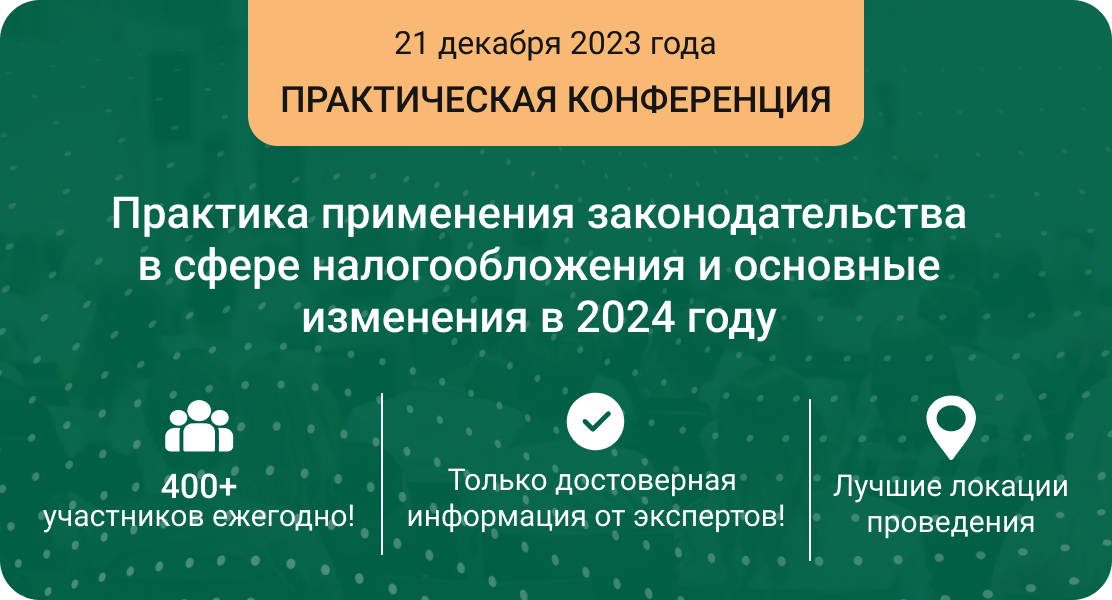 21 декабря 2023 года
ПРАКТИЧЕСКАЯ КОНФЕРЕНЦИЯ
Практика применения законодательства
в сфере налогообложения и основные
изменения в 2024 году
400+
участников ежегодно!
Только достоверная
информация от экспертов!
Лучшие локации
проведения